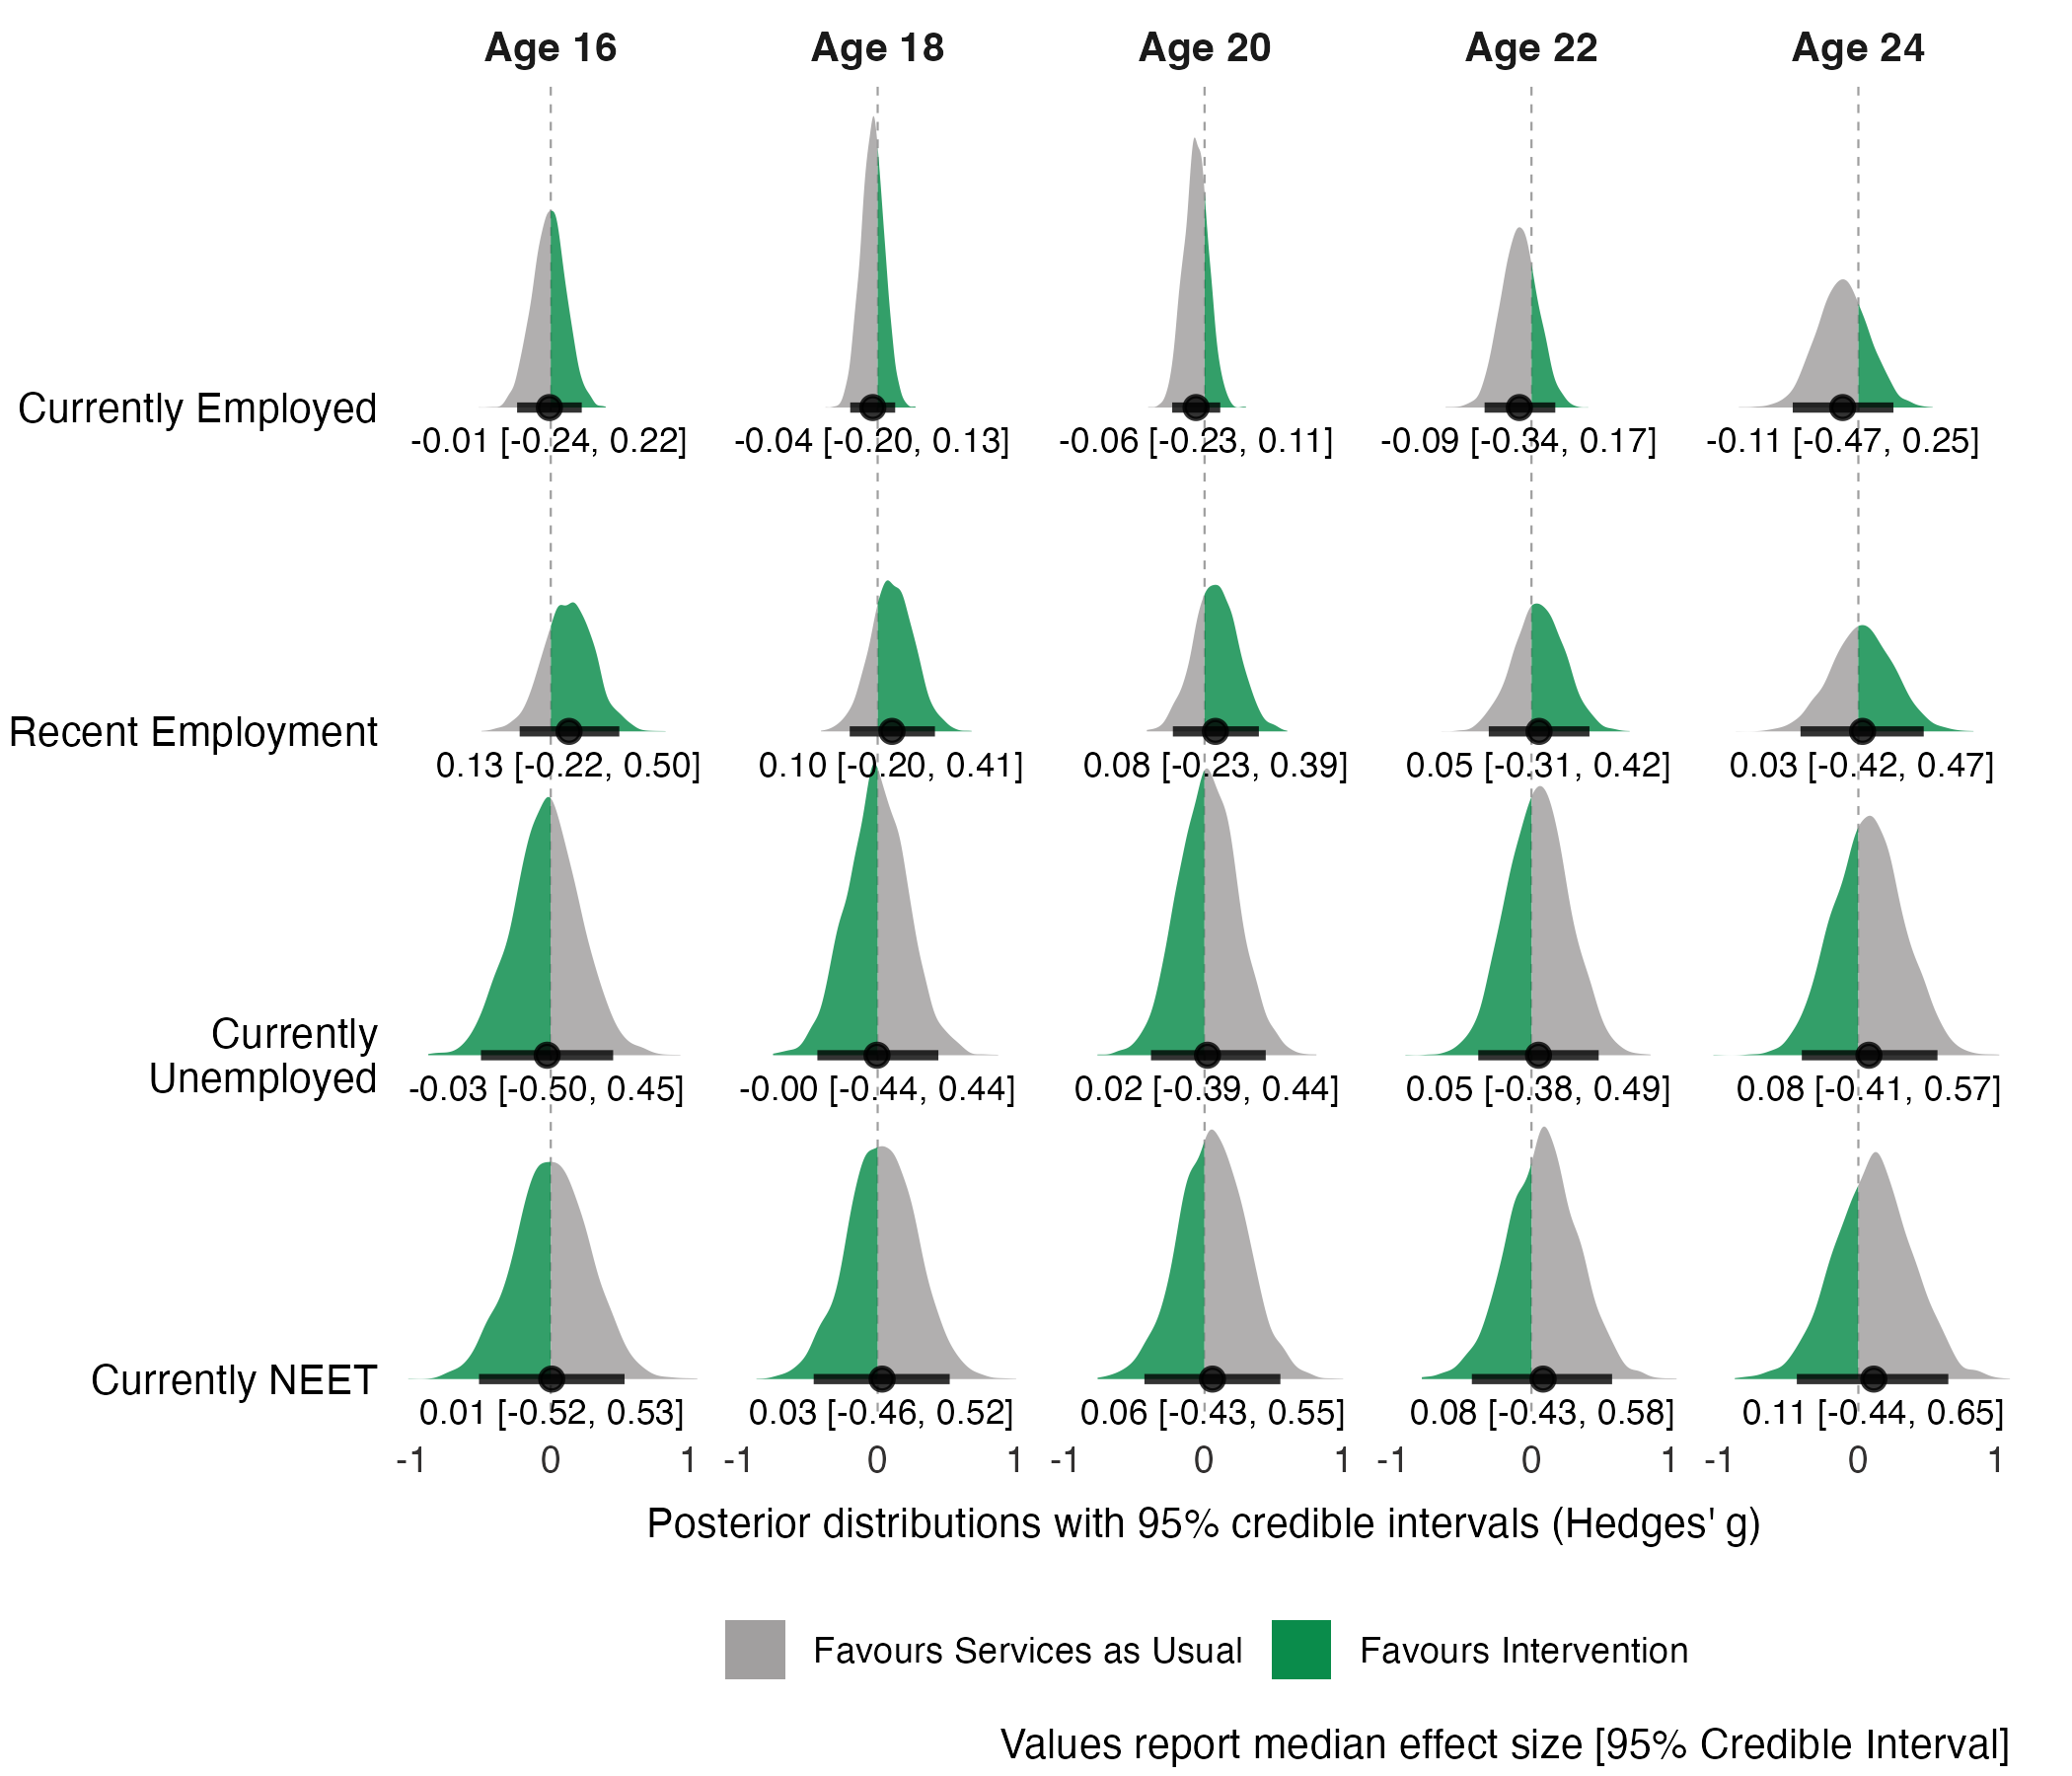 Age 16 Age 18 Age 20 Age 22 Age 24
Currently Employed
-0.01 [-0.24, 0.22] -0.04 [-0.20, 0.13] -0.06 [-0.23, 0.11] -0.09 [-0.34, 0.17] -0.11 [-0.47, 0.25]
Recent Employment
0.13 [-0.22, 0.50] 0.10 [-0.20, 0.41] 0.08 [-0.23, 0.39] 0.05 [-0.31, 0.42] 0.03 [-0.42, 0.47]
Currently
Unemployed
-0.03 [-0.50, 0.45] -0.00 [-0.44, 0.44] 0.02 [-0.39, 0.44] 0.05 [-0.38, 0.49] 0.08 [-0.41, 0.57]
Currently NEET
0.01 [-0.52, 0.53] 0.03 [-0.46, 0.52] 0.06 [-0.43, 0.55] 0.08 [-0.43, 0.58] 0.11 [-0.44, 0.65]
-1 0 1 -1 0 1 -1 0 1 -1 0 1 -1 0 1
Posterior distributions with 95% credible intervals (Hedges' g)
Favours Services as Usual Favours Intervention
Values report median effect size [95% Credible Interval]